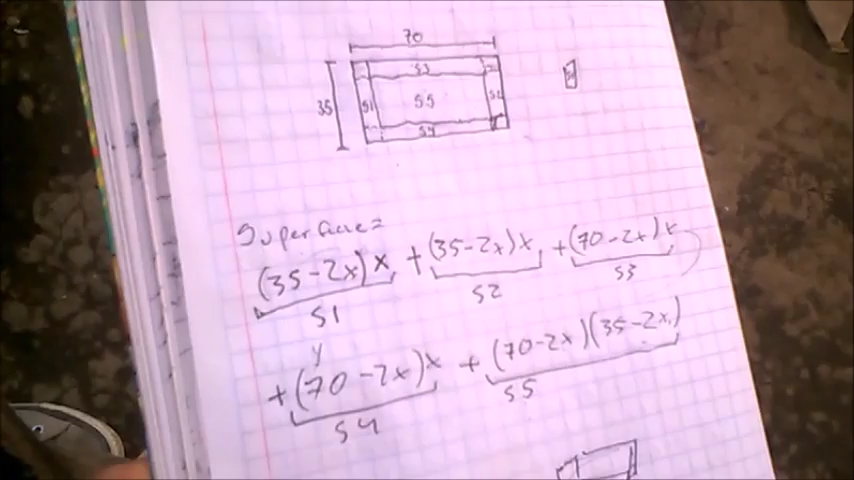 70
S3
35
S1
S5
S2
S4
Superficie=
(35-2x)x + (35-2x)x + (70-2x)x
S1 S2 S3
y
+ (70-2x)x + (70-2x)(35-2x)
S4 S5